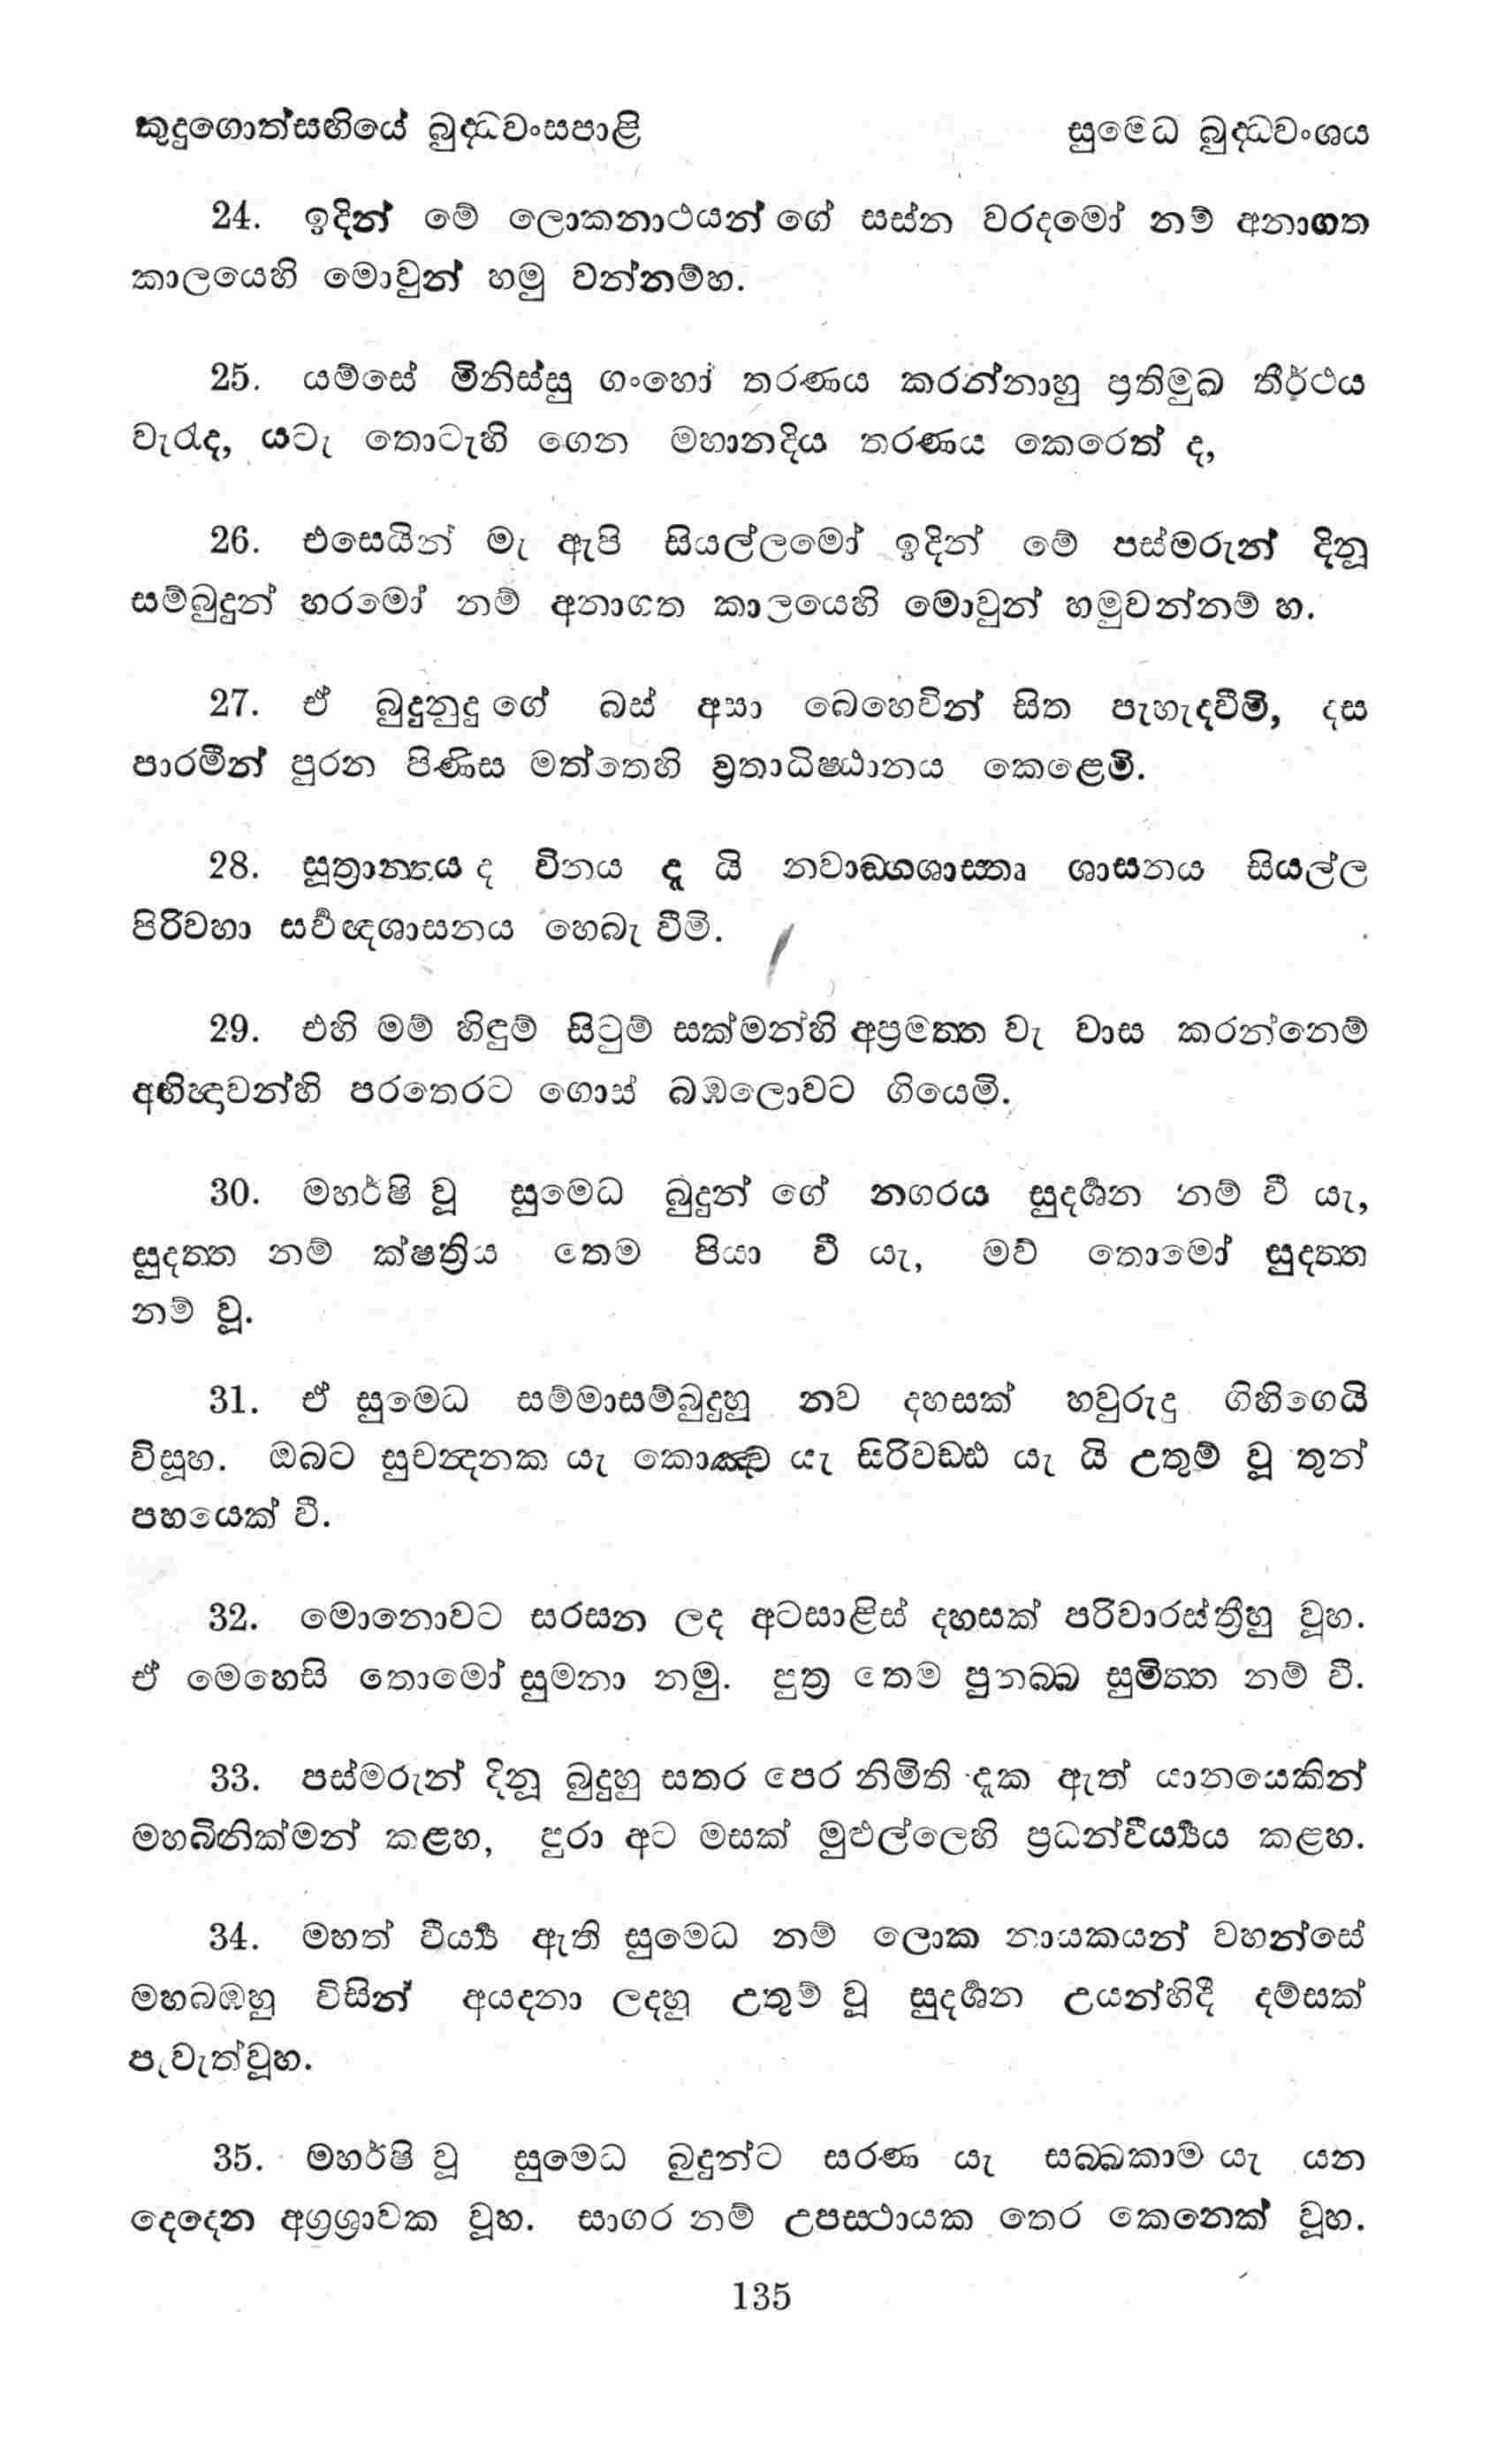 කුදුගොත්සඟියේ බුද්ධවංසපාළි
සුමෙධ බුද්ධවංශය
24. ඉදින් මේ ලොකනාථයන් ගේ සස්න වරදමෝ නම් අනාගත
කාලයෙහි මොවුන් හමු වන්නම්හ.
25. යම්සේ මිනිස්සු ගංහෝ තරණය කරන්නාහු ප්‍රතිමුඛ තීර්ථය
වැරැද, යටැ තොටැහි ගෙන මහානදිය තරණය කෙරෙත් ද,
26. එසෙයින් මැ ඇපි සියල්ලමෝ ඉදින් මේ පස්මරුන් දිනූ
සම්බුදුන් හරමෝ නම් අනාගත කාලයෙහි මොවුන් හමුවන්නම් හ.
27. ඒ බුදුනුදු ගේ බස් අසා බෙහෙවින් සිත පැහැදවීමි, දස
පාරමීන් පුරන පිණිස මත්තෙහි ව්‍රතාධිෂ්ඨානය කෙළෙමි.
28. සූත්‍රාන්තය ද විනය ද යි නවාඞ්ගශාස්තෘ ශාසනය සියල්ල
පිරිවහා සර්වඥශාසනය හෙබැ වීමි.
29. එහි මම් හිඳුම් සිටුම් සක්මන්හි අප්‍රමත්ත වැ වාස කරන්නෙම්
අභිඥාවන්හි පරතෙරට ගොස් බඹලොවට ගියෙමි.
30. මහර්ෂි වූ සුමෙධ බුදුන් ගේ නගරය සුදර්ශන නම් වී යැ,
සුදත්ත නම් ක්ෂත්‍රිය තෙම පියා වී යැ, මව් තොමෝ සුදත්ත
නම් වූ.
31. ඒ සුමෙධ සම්මාසම්බුදුහු නව දහසක් හවුරුදු ගිහිගෙයි
විසූහ. ඔබට සුචන්දනක යැ කොඤ්ච යැ සිරිවඩ්ඪ යැ යි උතුම් වූ තුන්
පහයෙක් වී.
32. මොනොවට සරසන ලද අටසාළිස් දහසක් පරිවාරස්ත්‍රීහු වූහ.
ඒ මෙහෙසි තොමෝ සුමනා නමු. පුත්‍ර තෙම පුනබ්බ සුමිත්ත නම් වී.
33. පස්මරුන් දිනූ බුදුහු සතර පෙර නිමිති දැක ඇත් යානයෙකින්
මහබිනික්මන් කළහ, පුරා අට මසක් මුළුල්ලෙහි ප්‍රධන්වීර්‍ය්‍යය කළහ.
34. මහත් වීර්‍ය්‍ය ඇති සුමෙධ නම් ලොක නායකයන් වහන්සේ
මහබඹහු විසින් අයදනා ලදහු උතුම් වූ සුදර්ශන උයන්හිදී දම්සක්
පැවැත්වූහ.
35. මහර්ෂි වූ සුමෙධ බුදුන්ට සරණ යැ සබ්බකාම යැ යන
දෙදෙන අග්‍රශ්‍රාවක වූහ. සාගර නම් උපස්ථායක තෙර කෙනෙක් වූහ.
135